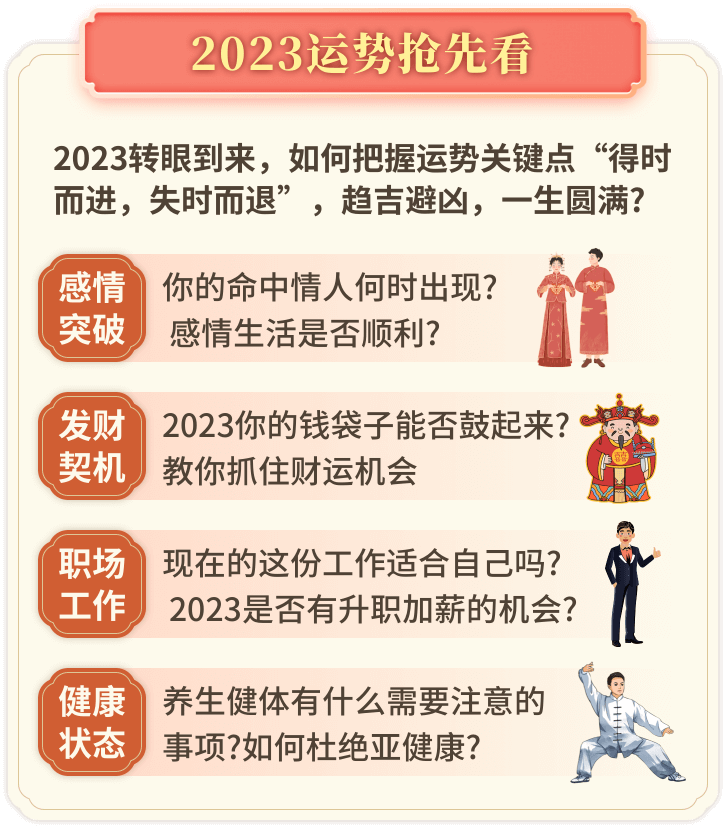 2023运势抢先看
2023转眼到来，如何把握运势关键点“得时
而进，失时而退”，趋吉避凶，一生圆满?
感情
突破
你的命中情人何时出现?
感情生活是否顺利?
发财
契机
2023你的钱袋子能否鼓起来?
教你抓住财运机会
职场
工作
现在的这份工作适合自己吗?
2023是否有升职加薪的机会?
健康
状态
养生健体有什么需要注意的
事项?如何杜绝亚健康?